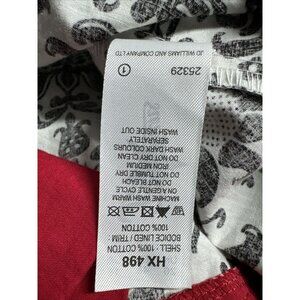 HX 498
SHELL : 100% COTTON
BODICE LINED / TRIM :
100% COTTON
MACHINE WASH WARM
ON A GENTLE CYCLE
DO NOT BLEACH
DO NOT TUMBLE DRY
IRON MEDIUM
DO NOT DRY CLEAN
WASH DARK COLOURS
SEPARATELY
WASH INSIDE OUT
25329
1
JD WILLIAMS AND COMPANY LTD